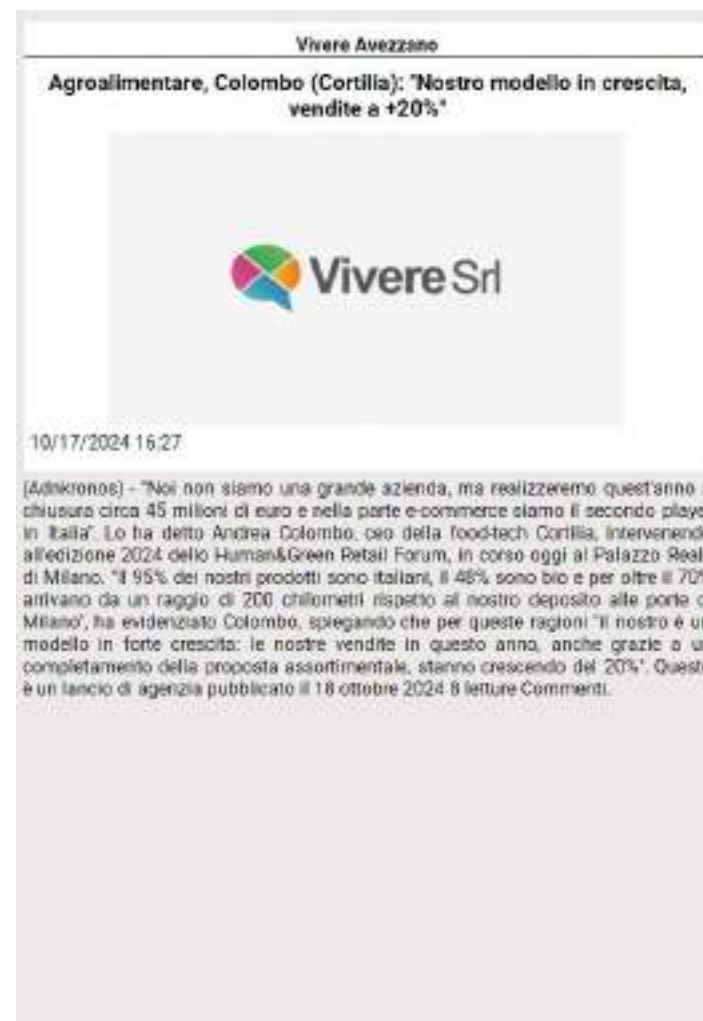 Vivere Avezzano
Agroalimentare, Colombo (Cortilia): "Nostro modello in crescita,
vendite a +20%"
Vivere Srl
10/17/2024 16:27
(Adnkronos) - "Noi non siamo una grande azienda, ma realizzeremo quest'anno
chiusura circa 45 milioni di euro e nella parte e-commerce siamo il secondo playe
in Italia". Lo ha detto Andrea Colombo, ceo della food-tech Cortilia, intervenend
all'edizione 2024 dello Human&Green Retail Forum, in corso oggi al Palazzo Real
di Milano. "Il 95% dei nostri prodotti sono italiani, il 48% sono bio e per oltre il 70%
arrivano da un raggio di 200 chilometri rispetto al nostro deposito alle porte d
Milano", ha evidenziato Colombo, spiegando che per queste ragioni "il nostro è un
modello in forte crescita: le nostre vendite in questo anno, anche grazie a u
completamento della proposta assortimentale, stanno crescendo del 20%". Quest
è un lancio di agenzia pubblicato il 18 ottobre 2024 8 letture Commenti.